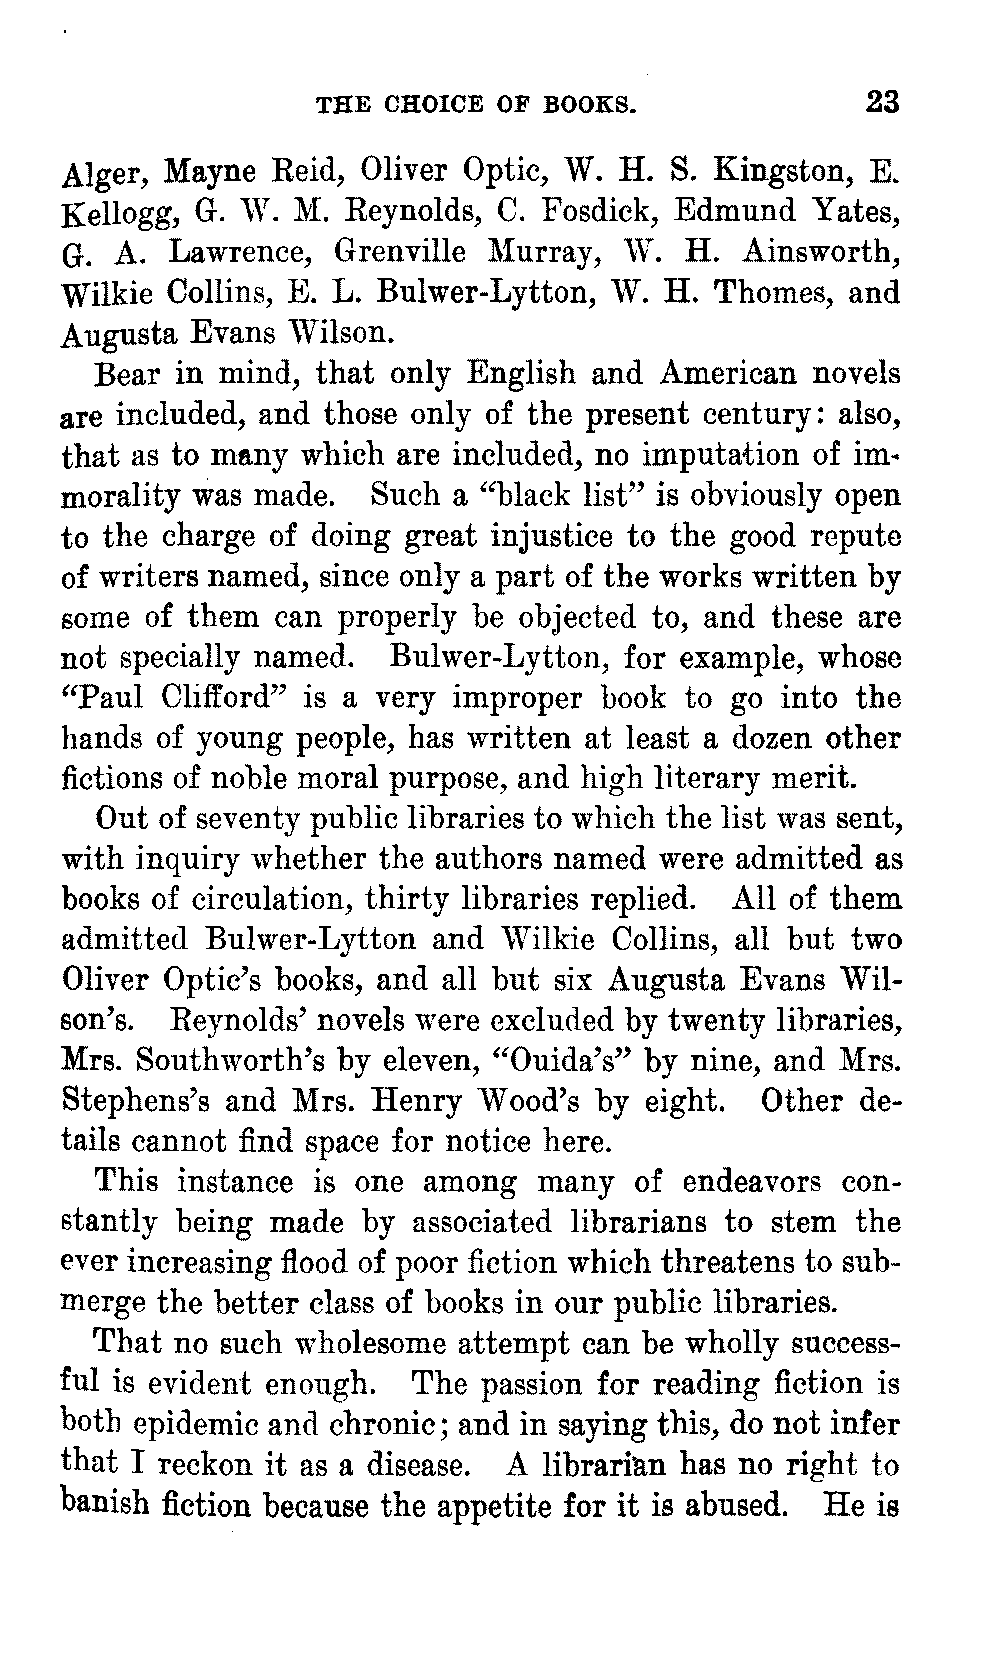 THE CHOICE OF BOOKS. 23
Alger, Mayne Reid, Oliver Optic, W. H. S. Kingston, E.
Kellogg, G. W. M. Reynolds, C. Fosdick, Edmund Yates,
G. A. Lawrence, Grenville Murray, W. H. Ainsworth,
Wilkie Collins, E. L. Bulwer-Lytton, W. H. Thomes, and
Augusta Evans Wilson.
Bear in mind, that only English and American novels
are included, and those only of the present century: also,
that as to many which are included, no imputation of im-
morality was made. Such a “black list” is obviously open
to the charge of doing great injustice to the good repute
of writers named, since only a part of the works written by
some of them can properly be objected to, and these are
not specially named. Bulwer-Lytton, for example, whose
“Paul Clifford” is a very improper book to go into the
hands of young people, has written at least a dozen other
fictions of noble moral purpose, and high literary merit.
Out of seventy public libraries to which the list was sent,
with inquiry whether the authors named were admitted as
books of circulation, thirty libraries replied. All of them
admitted Bulwer-Lytton and Wilkie Collins, all but two
Oliver Optic’s books, and all but six Augusta Evans Wil-
son’s. Reynolds’ novels were excluded by twenty libraries,
Mrs. Southworth’s by eleven, “Ouida’s” by nine, and Mrs.
Stephens’s and Mrs. Henry Wood’s by eight. Other de-
tails cannot find space for notice here.
This instance is one among many of endeavors con-
stantly being made by associated librarians to stem the
ever increasing flood of poor fiction which threatens to sub-
merge the better class of books in our public libraries.
That no such wholesome attempt can be wholly success-
ful is evident enough. The passion for reading fiction is
both epidemic and chronic; and in saying this, do not infer
that I reckon it as a disease. A librarian has no right to
banish fiction because the appetite for it is abused. He is